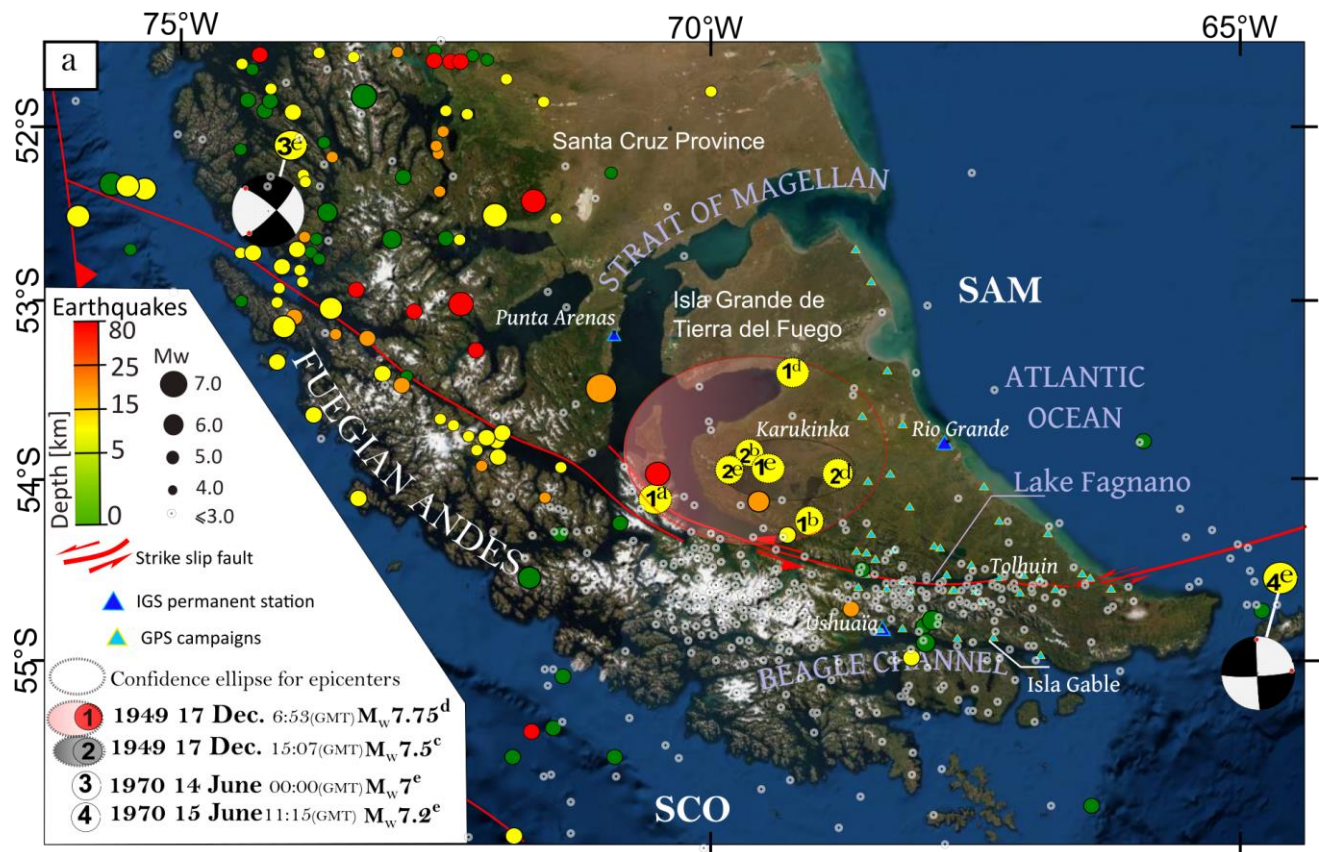 75°W
70°W
65°W
a
52°S
53°S
54°S
55°S
3e
Santa Cruz Province
STRAIT OF MAGELLAN
SAM
Isla Grande de
Tierra del Fuego
Punta Arenas
ATLANTIC
OCEAN
1d
Karukinka
Rio Grande
2b
2e
1e
2d
1a
1b
Lake Fagnano
FUEGIAN ANDES
Tolhuin
4e
Ushuaia
BEAGLE CHANNEL
Isla Gable
SCO
Earthquakes
Depth [km]
80
25
15
5
0
Mw
7.0
6.0
5.0
4.0
⩽3.0
Strike slip fault
IGS permanent station
GPS campaigns
Confidence ellipse for epicenters
1 1949 17 Dec. 6:53(GMT) Mw7.75d
2 1949 17 Dec. 15:07(GMT) Mw7.5c
3 1970 14 June 00:00(GMT) Mw7e
4 1970 15 June 11:15(GMT) Mw7.2e